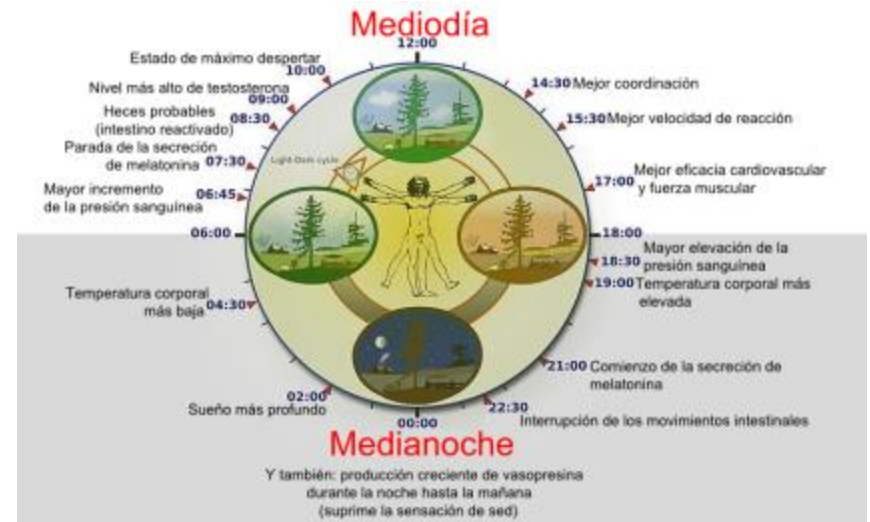 Mediodía
12:00
Estado de máximo despertar
10:00
Nivel más alto de testosterona
09:00
Heces probables
(intestino reactivado)
08:30
Parada de la secreción
de melatonina 07:30
Mayor incremento
de la presión sanguínea
06:45
06:00
Temperatura corporal
más baja
04:30
02:00
Sueño más profundo
Light-Dark cycle
14:30 Mejor coordinación
15:30 Mejor velocidad de reacción
17:00
Mejor eficacia cardiovascular
y fuerza muscular
18:00
Mayor elevación de la
18:30 presión sanguínea
19:00 Temperatura corporal más
elevada
21:00 Comienzo de la secreción de
melatonina
22:30
Interrupción de los movimientos intestinales
00:00
Medianoche
Y también: producción creciente de vasopresina
durante la noche hasta la mañana
(suprime la sensación de sed)